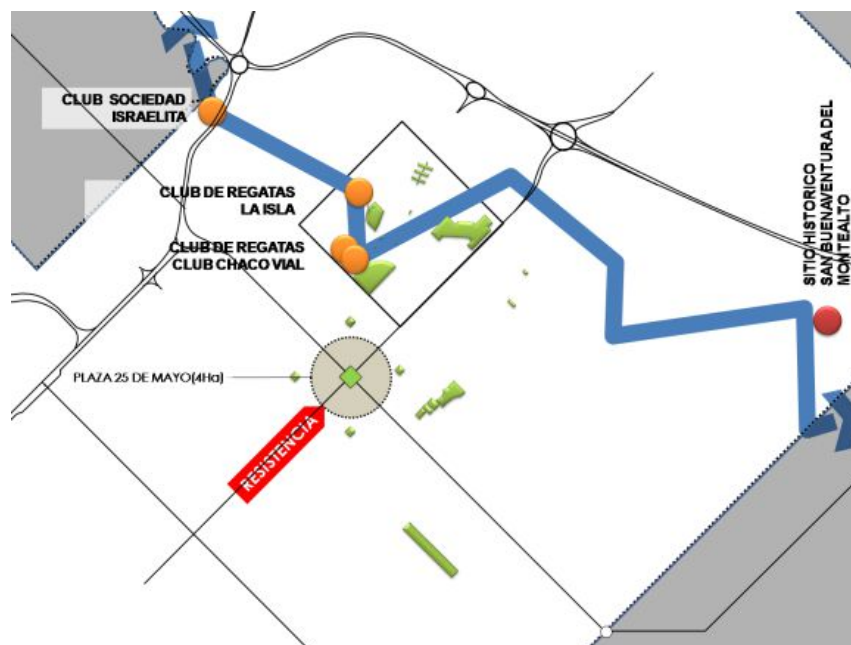 CLUB SOCIEDAD
ISRAELITA
CLUB DE REGATAS
LA ISLA
CLUB DE REGATAS
CLUB CHACO VIAL
SITIO HISTORICO
SAN BUENAVENTURA DEL
MONTEALTO
PLAZA 25 DE MAYO(4Ha)
RESISTENCIA